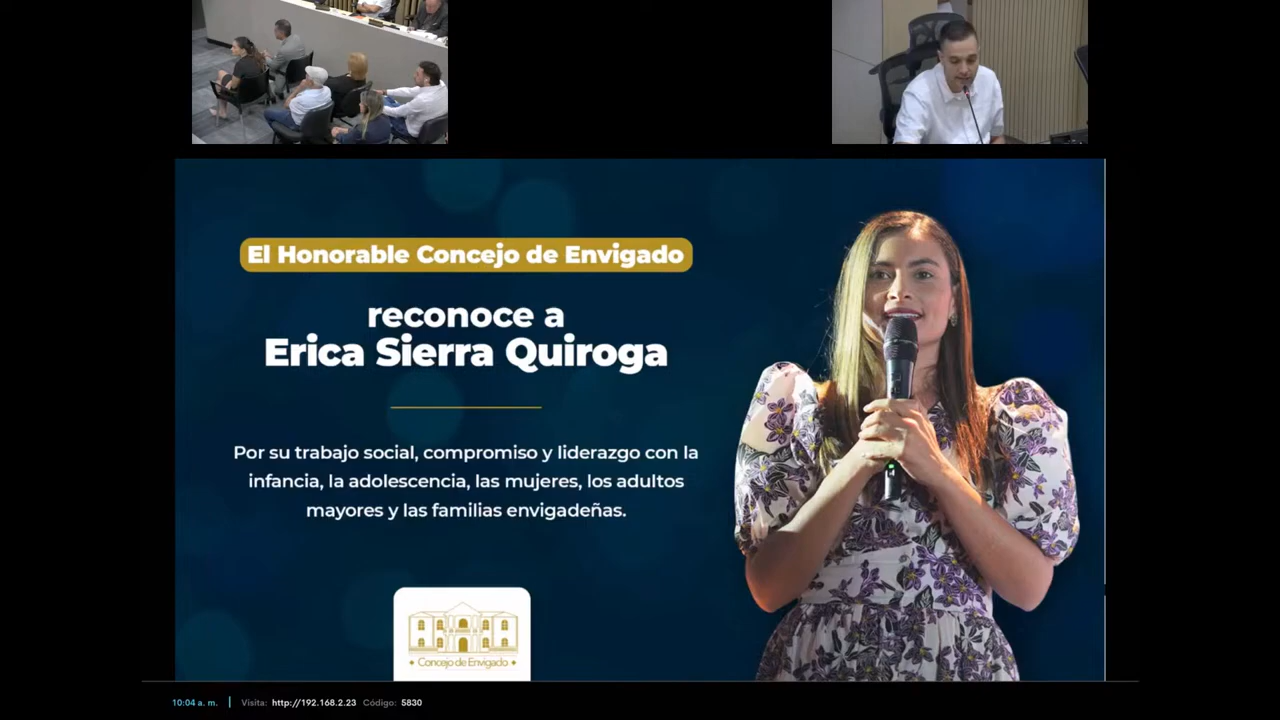 El Honorable Concejo de Envigado
reconoce a
Erica Sierra Quiroga
Por su trabajo social, compromiso y liderazgo con la
infancia, la adolescencia, las mujeres, los adultos
mayores y las familias envigadeñas.
Concejo de Envigado
10:04 a. m. Visita: http://192.168.2.23 Código: 5830